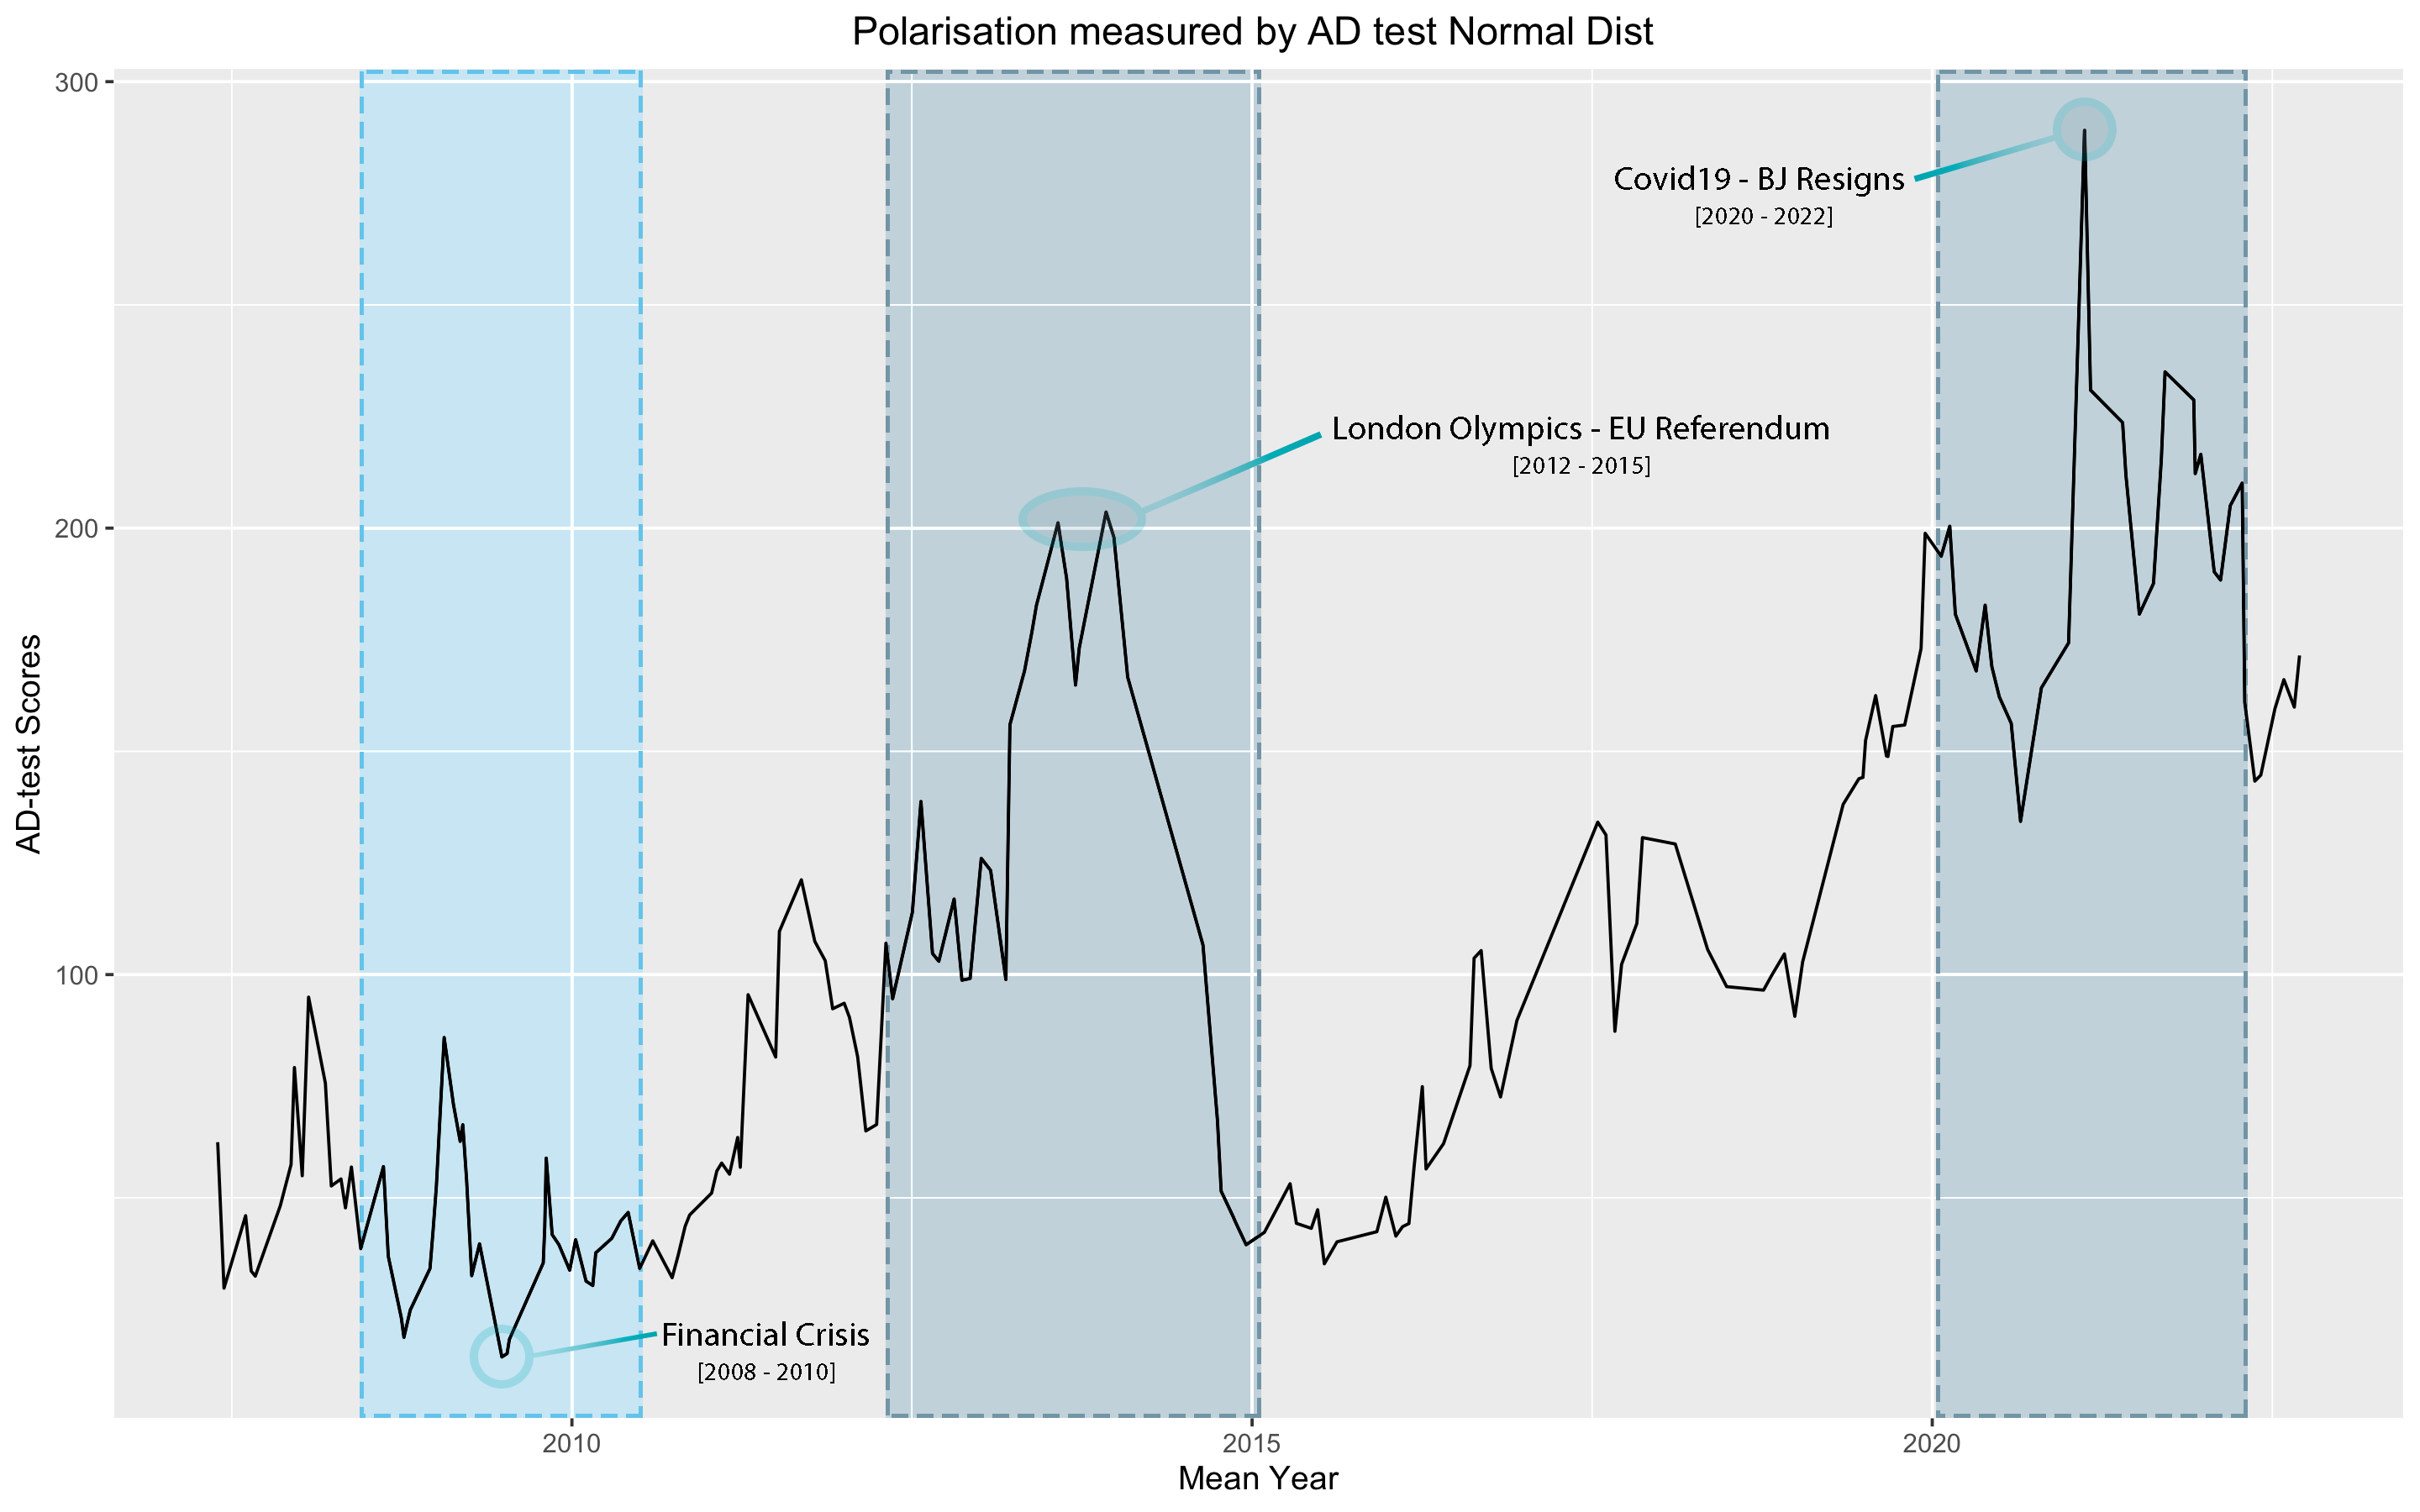 Polarisation measured by AD test Normal Dist
300
200
100
AD-test Scores
Covid19 - BJ Resigns
[2020 - 2022]
London Olympics - EU Referendum
[2012 - 2015]
Financial Crisis
[2008 - 2010]
2010
2015
2020
Mean Year